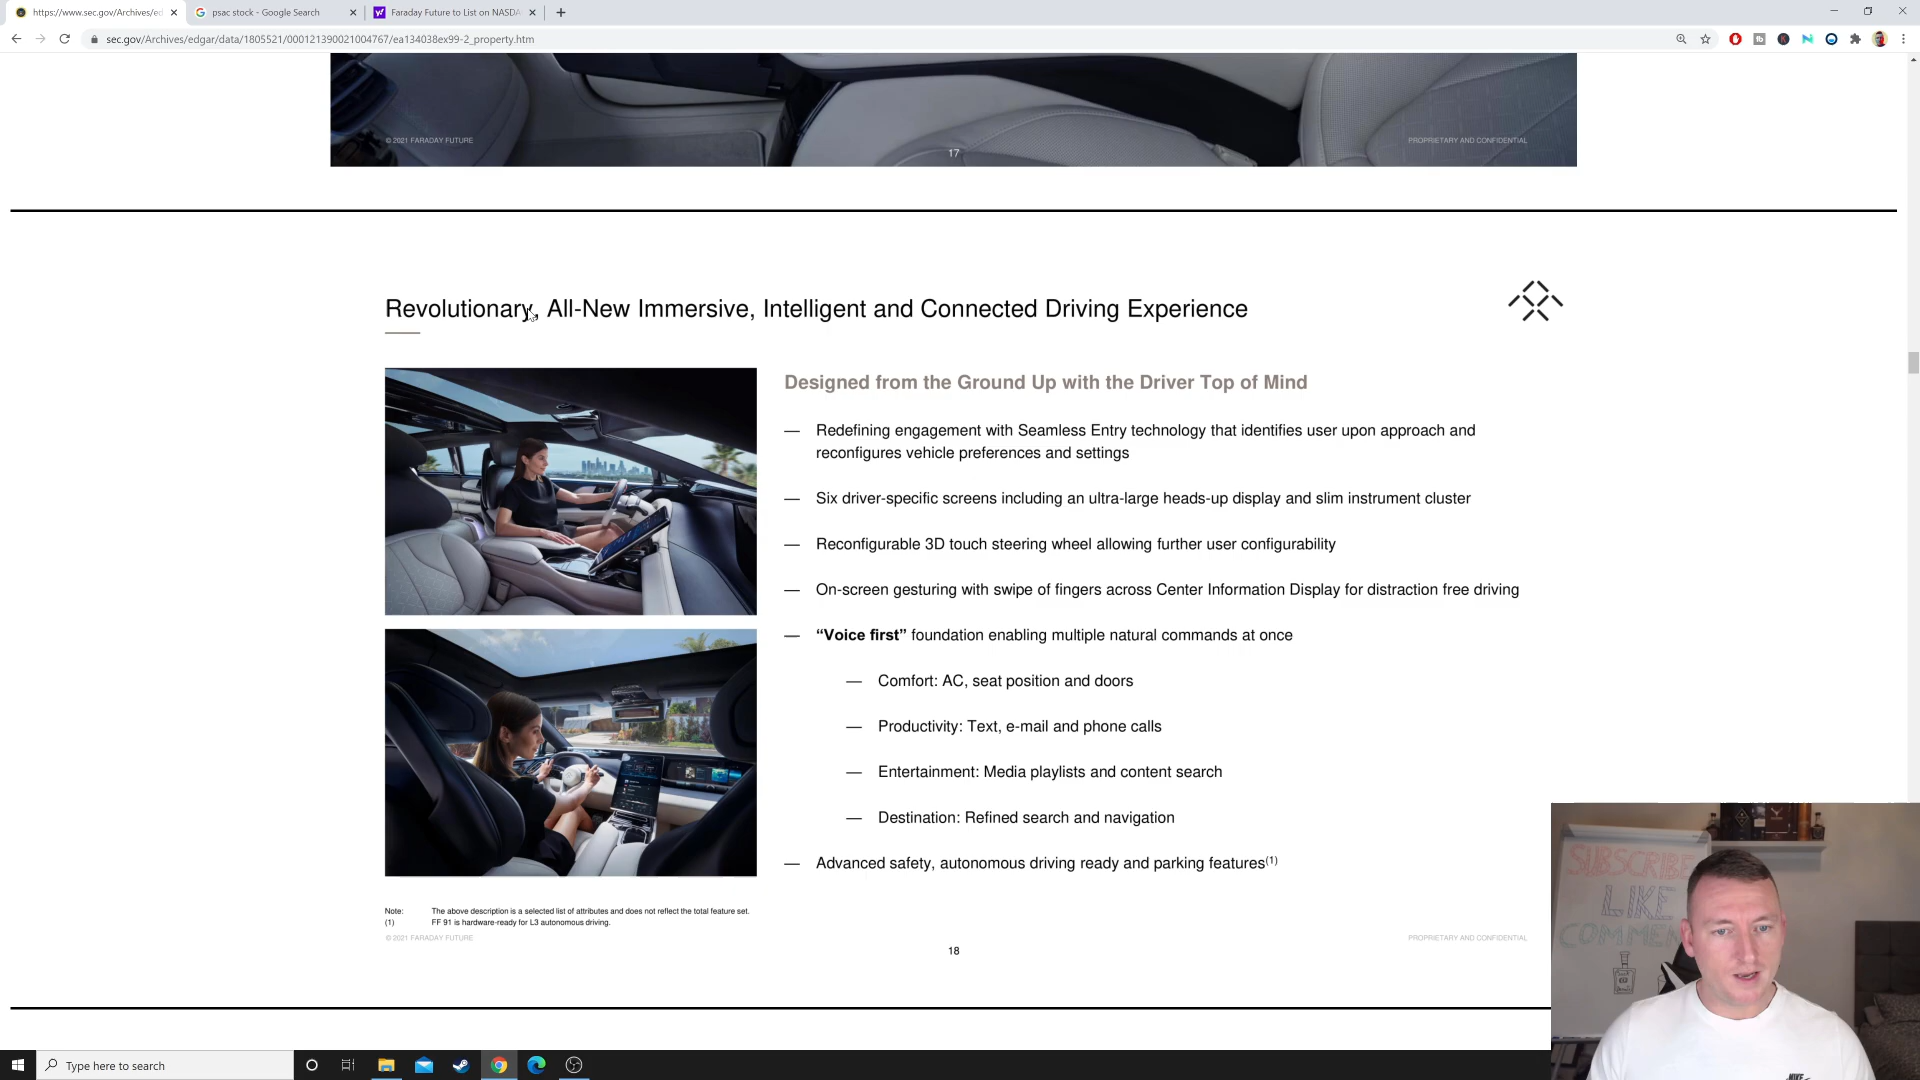 https://www.sec.gov/Archives/ed
psac stock - Google Search
Faraday Future to List on NASDA
sec.gov/Archives/edgar/data/1805521/000121390021004767/ea134038ex99-2_property.htm
© 2021 FARADAY FUTURE
PROPRIETARY AND CONFIDENTIAL
17
Revolutionary, All-New Immersive, Intelligent and Connected Driving Experience
Designed from the Ground Up with the Driver Top of Mind
— Redefining engagement with Seamless Entry technology that identifies user upon approach and
reconfigures vehicle preferences and settings
— Six driver-specific screens including an ultra-large heads-up display and slim instrument cluster
— Reconfigurable 3D touch steering wheel allowing further user configurability
— On-screen gesturing with swipe of fingers across Center Information Display for distraction free driving
— “Voice first” foundation enabling multiple natural commands at once
— Comfort: AC, seat position and doors
— Productivity: Text, e-mail and phone calls
— Entertainment: Media playlists and content search
— Destination: Refined search and navigation
— Advanced safety, autonomous driving ready and parking features(1)
Note: The above description is a selected list of attributes and does not reflect the total feature set.
(1) FF 91 is hardware-ready for L3 autonomous driving.
© 2021 FARADAY FUTURE
PROPRIETARY AND CONFIDENTIAL
18
SUBSCRIBE
LIKE
COMMEN
NIKE
Type here to search